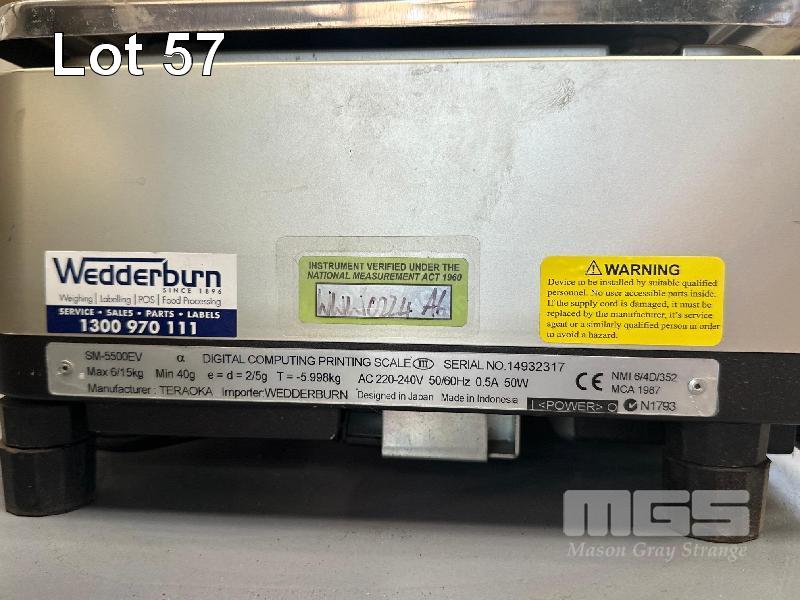 Lot 57
Wedderburn
SINCE 1896
Weighing | Labelling | POS | Food Processing
SERVICE • SALES • PARTS • LABELS
1300 970 111
INSTRUMENT VERIFIED UNDER THE
NATIONAL MEASUREMENT ACT 1960
⚠WARNING
Device to be installed by suitable qualified
personnel. No user accessible parts inside.
If the supply cord is damaged, it must be
replaced by the manufacturer, it's service
agent or a similarly qualified person in order
to avoid a hazard.
SM-5500EV α DIGITAL COMPUTING PRINTING SCALE III SERIAL NO.14932317
Max 6/15kg Min 40g e = d = 2/5g T = -5.998kg AC 220-240V 50/60Hz 0.5A 50W
Manufacturer : TERAOKA Importer:WEDDERBURN Designed in Japan Made in Indonesia
CE NMI 6/4D/352
MCA 1987
I <POWER> O N1793
MGS
Mason Gray Strange